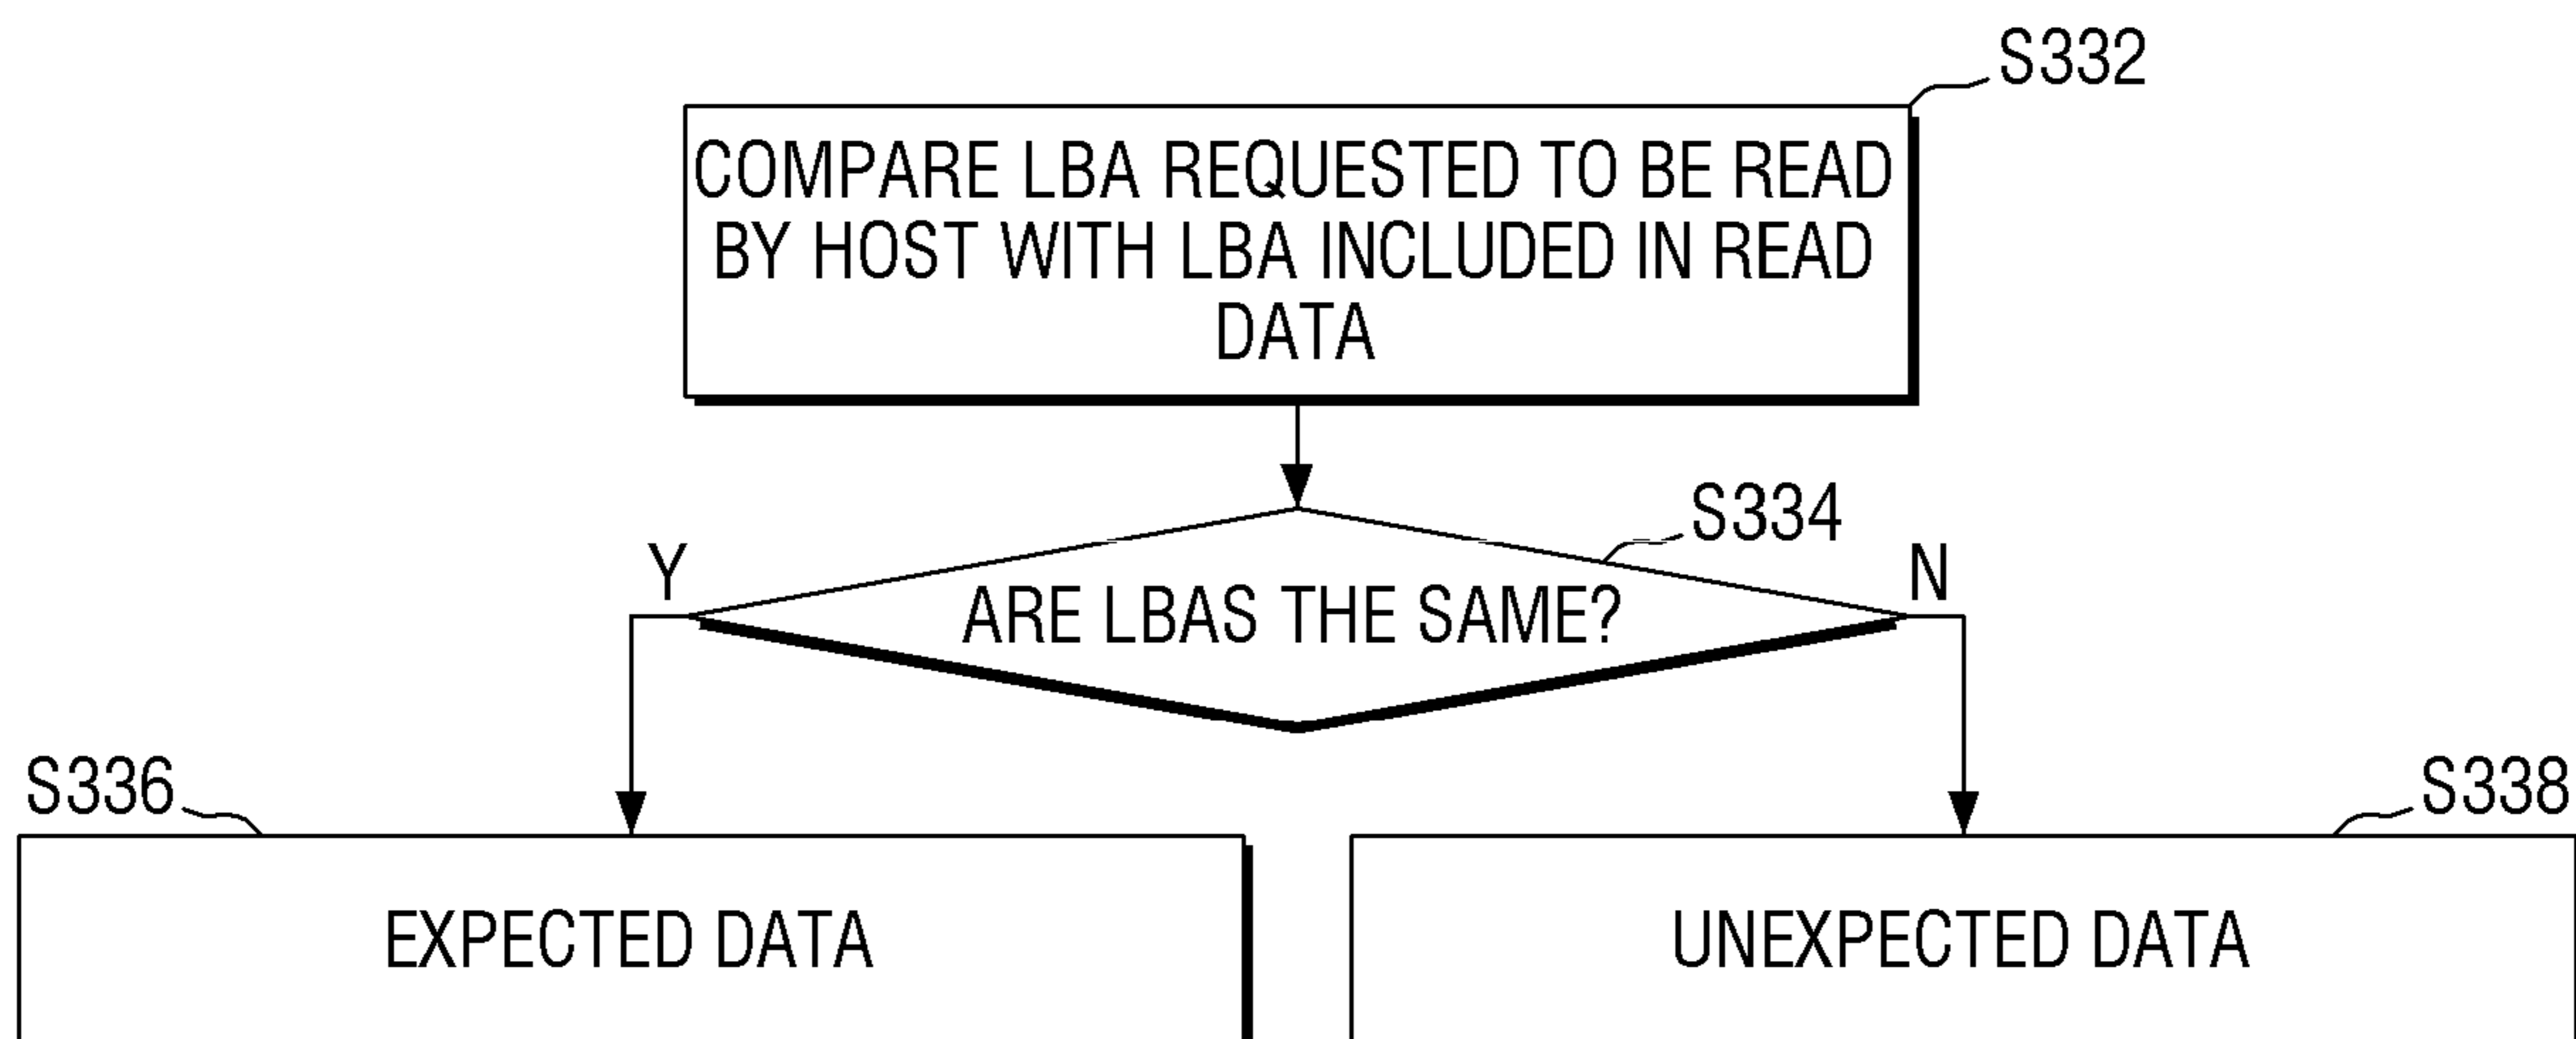 S332
COMPARE LBA REQUESTED TO BE READ
BY HOST WITH LBA INCLUDED IN READ
DATA
S334
Y
N
ARE LBAS THE SAME?
S336
S338
EXPECTED DATA
UNEXPECTED DATA